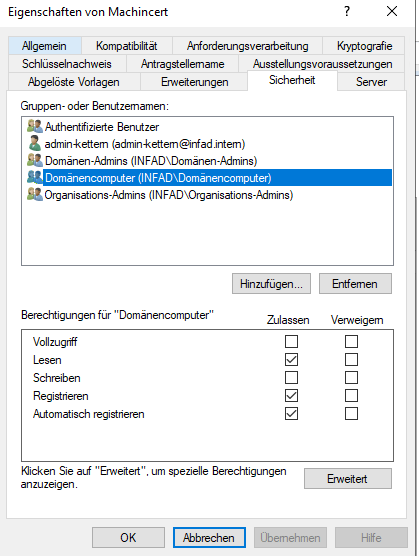 Eigenschaften von Machincert
Allgemein Kompatibilität Anforderungsverarbeitung Kryptografie
Schlüsselnachweis Antragstellername Ausstellungsvoraussetzungen
Abgelöste Vorlagen Erweiterungen Sicherheit Server
Gruppen- oder Benutzernamen:
Authentifizierte Benutzer
admin-kettern (admin-kettern@infad.intern)
Domänen-Admins (INFAD\Domänen-Admins)
Domänencomputer (INFAD\Domänencomputer)
Organisations-Admins (INFAD\Organisations-Admins)
Hinzufügen... Entfernen
Berechtigungen für "Domänencomputer" Zulassen Verweigern
Vollzugriff
Lesen
Schreiben
Registrieren
Automatisch registrieren
Klicken Sie auf "Erweitert", um spezielle Berechtigungen
anzuzeigen.
Erweitert
OK Abbrechen Übernehmen Hilfe